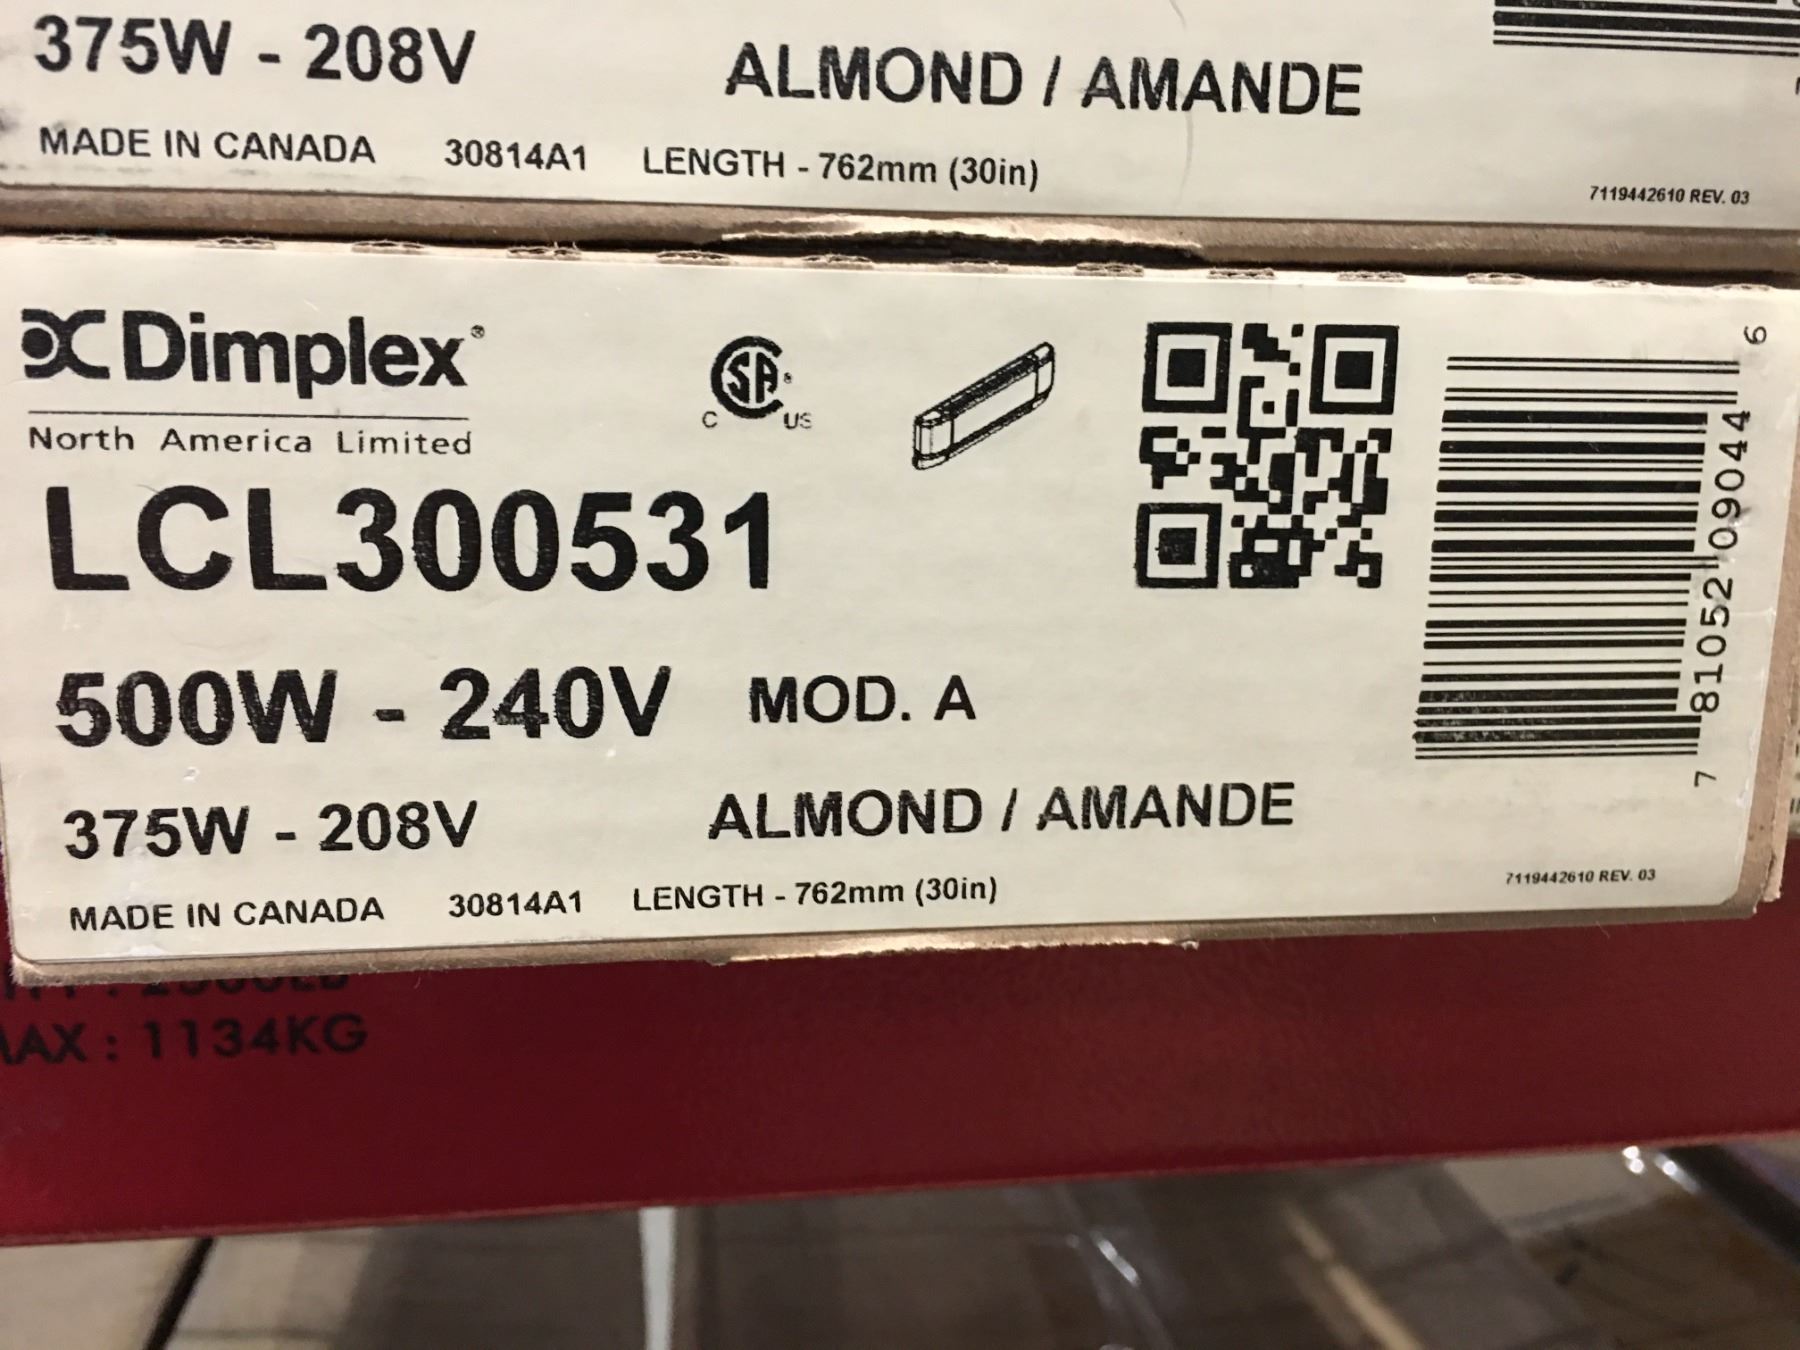 375W - 208V
ALMOND / AMANDE
MADE IN CANADA 30814A1 LENGTH - 762mm (30in)
7119442610 REV. 03
Dimplex®
North America Limited
CSA®
C US
LCL300531
500W - 240V MOD. A
375W - 208V ALMOND / AMANDE
MADE IN CANADA 30814A1 LENGTH - 762mm (30in)
7119442610 REV. 03
7 81052 09044 6
: 1134KG